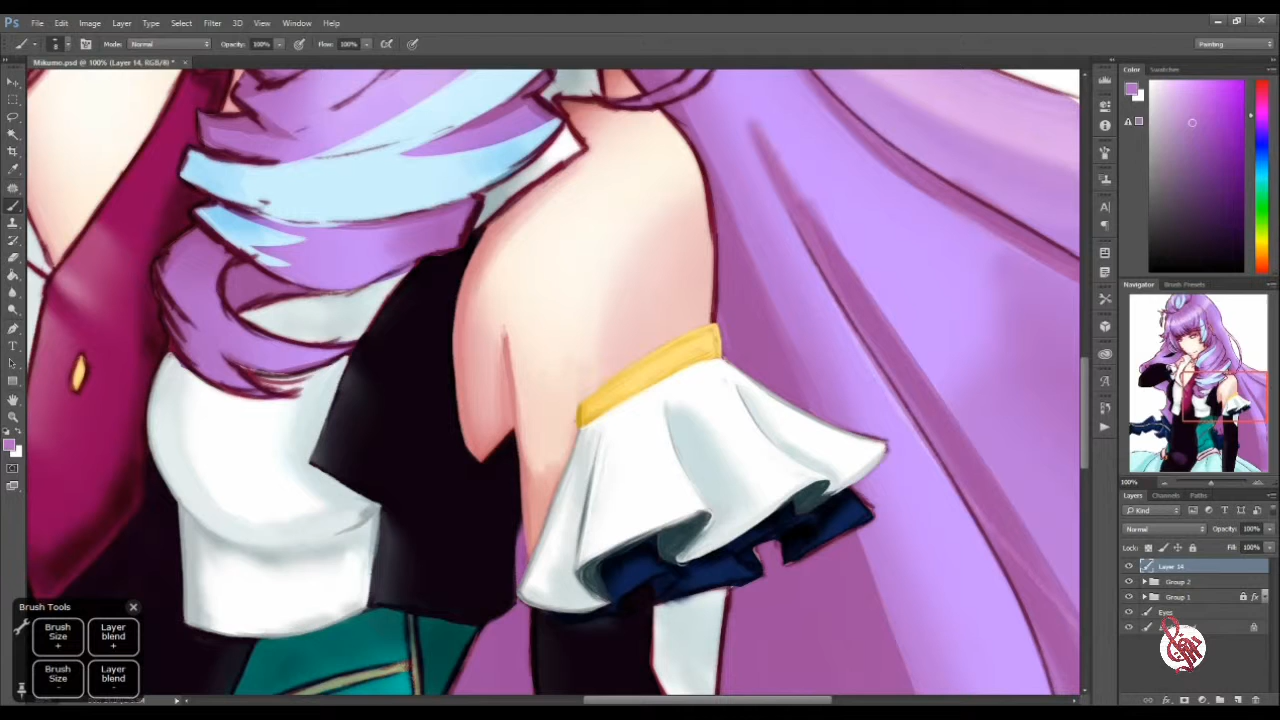 Ps File Edit Image Layer Type Select Filter 3D View Window Help
Mode: Normal Opacity: 100% Flow: 100% Painting
Mikumo.psd @ 100% (Layer 14, RGB/8) * ×
Color Swatches
Navigator Brush Presets
100%
Layers Channels Paths
Kind
Normal Opacity: 100%
Lock: Fill: 100%
Layer 14
Group 2
Group 1 fx
Eyes
Brush Tools
Brush Size +
Layer blend +
Brush Size -
Layer blend -